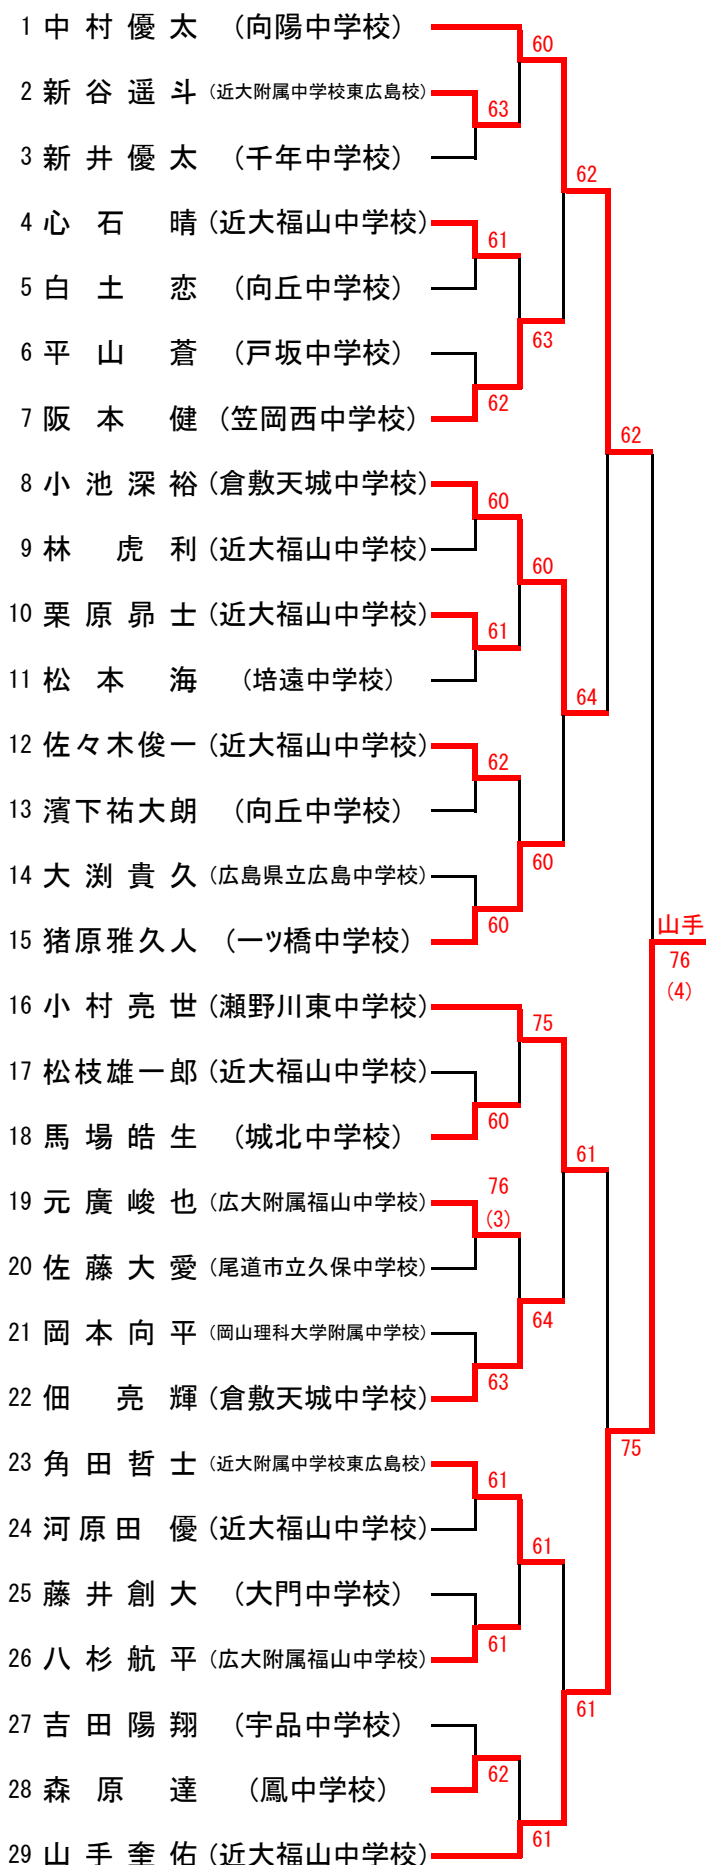 1 中村優太 (向陽中学校)
60
2 新谷遥斗 (近大附属中学校東広島校)
63
3 新井優太 (千年中学校)
62
4 心石 晴 (近大福山中学校)
61
5 白土 恋 (向丘中学校)
63
6 平山 蒼 (戸坂中学校)
62
7 阪本 健 (笠岡西中学校)
62
8 小池深裕 (倉敷天城中学校)
60
9 林 虎利 (近大福山中学校)
60
10 栗原昴士 (近大福山中学校)
61
11 松本 海 (培遠中学校)
64
12 佐々木俊一 (近大福山中学校)
62
13 濱下祐大朗 (向丘中学校)
60
14 大渕貴久 (広島県立広島中学校)
60
15 猪原雅久人 (一ツ橋中学校)
山手
76
(4)
16 小村亮世 (瀬野川東中学校)
75
17 松枝雄一郎 (近大福山中学校)
60
18 馬場皓生 (城北中学校)
61
19 元廣峻也 (広大附属福山中学校)
76
(3)
20 佐藤大愛 (尾道市立久保中学校)
64
21 岡本向平 (岡山理科大学附属中学校)
63
22 佃 亮輝 (倉敷天城中学校)
75
23 角田哲士 (近大附属中学校東広島校)
61
24 河原田 優 (近大福山中学校)
61
25 藤井創大 (大門中学校)
61
26 八杉航平 (広大附属福山中学校)
61
27 吉田陽翔 (宇品中学校)
62
28 森原 達 (鳳中学校)
61
29 山手奎佑 (近大福山中学校)